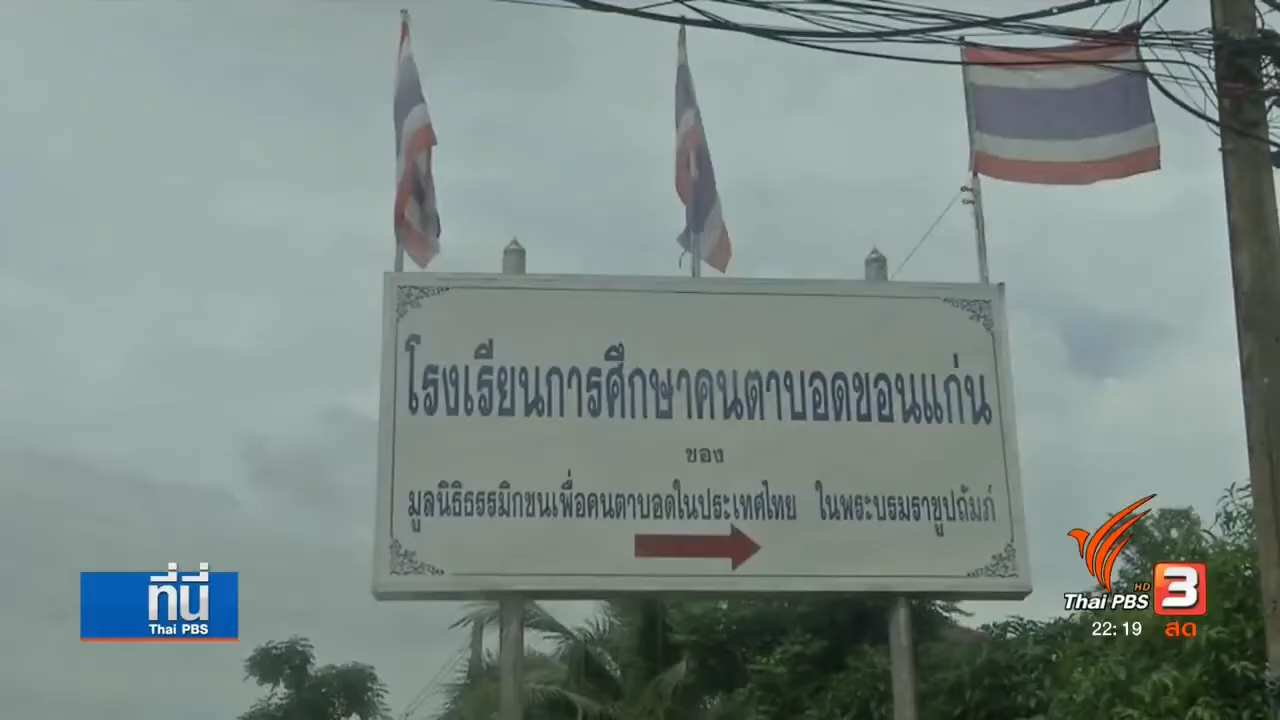 โรงเรียนการศึกษาคนตาบอดขอนแก่น
ของ
มูลนิธิธรรมิกชนเพื่อคนตาบอดในประเทศไทย ในพระบรมราชูปถัมภ์
ที่นี่
Thai PBS
Thai PBS HD 3
22:19 สด